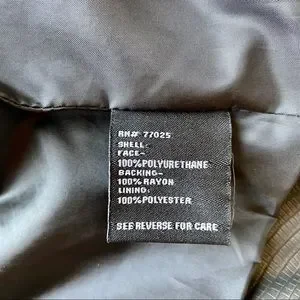 RN# 77025
SHELL:
FACE-
100%POLYURETHANE
BACKING-
100% RAYON
LINING:
100%POLYESTER
SEE REVERSE FOR CARE